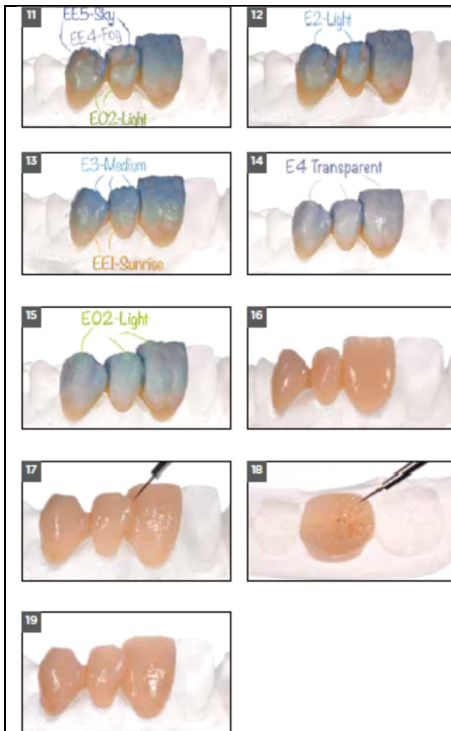 11
EE5-Sky
EE4-Fog
EO2-Light
12
E2-Light
13
E3-Medium
EE1-Sunrise
14
E4 Transparent
15
EO2-Light
16
17
18
19